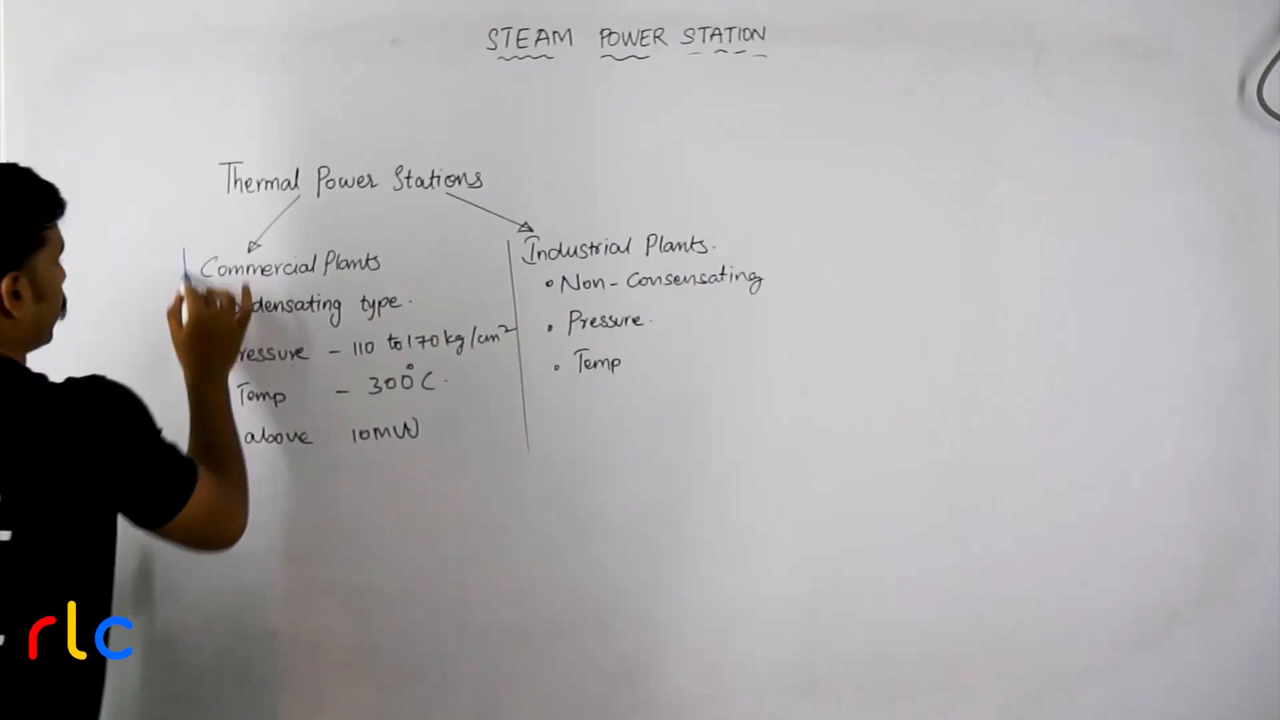 STEAM POWER STATION
Thermal Power Stations
Commercial Plants
densating type.
ressure - 110 to 170 kg/cm²
Temp - 300°C.
above 10MW
Industrial Plants.
• Non-Consensating
• Pressure.
• Temp
rlc